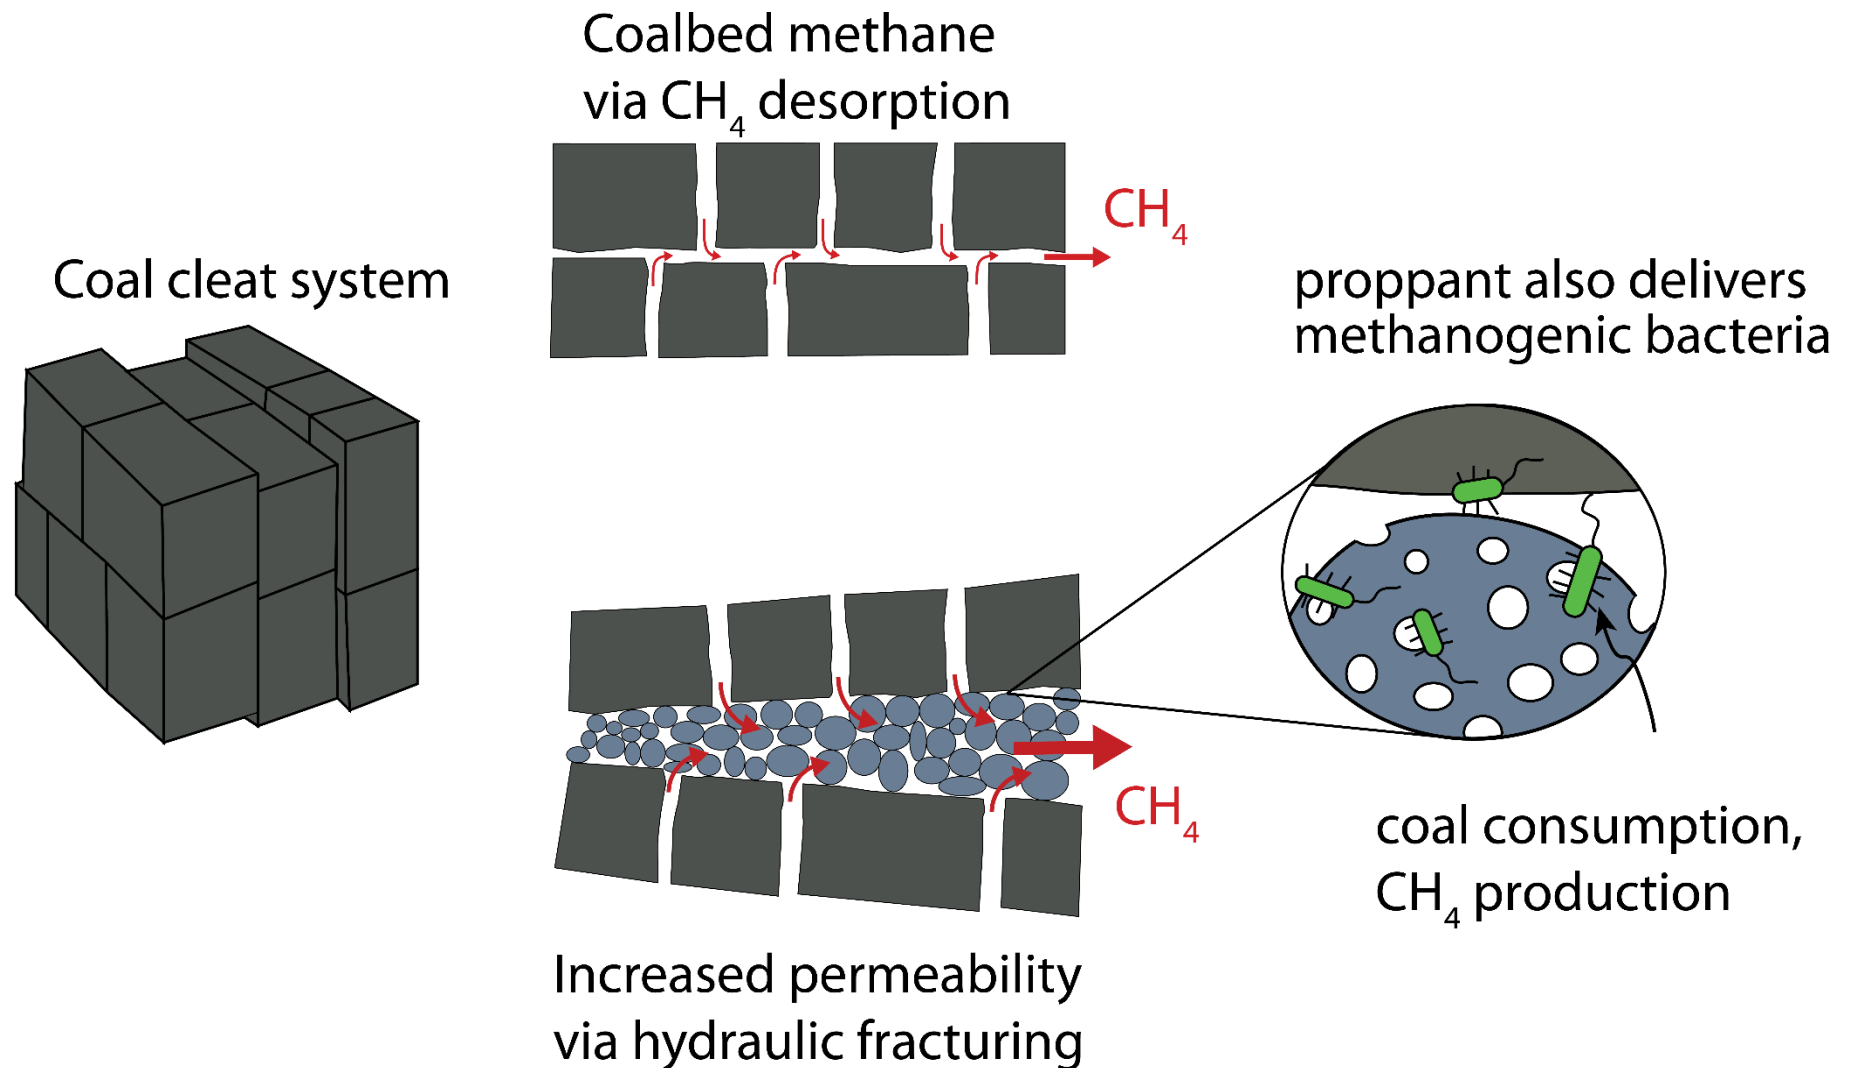 Coalbed methane
via CH₄ desorption
CH₄
Coal cleat system
proppant also delivers
methanogenic bacteria
CH₄
coal consumption,
CH₄ production
Increased permeability
via hydraulic fracturing